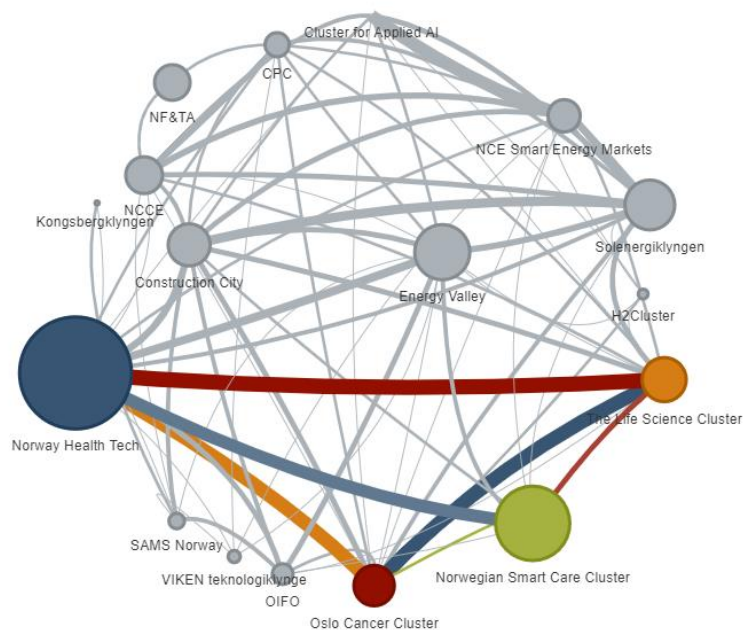 Cluster for Applied AI
CPC
NF&TA
NCE Smart Energy Markets
NCCE
Kongsbergklyngen
Solenergiklyngen
Construction City
Energy Valley
H2Cluster
The Life Science Cluster
Norway Health Tech
SAMS Norway
VIKEN teknologiklynge
Norwegian Smart Care Cluster
OIFO
Oslo Cancer Cluster